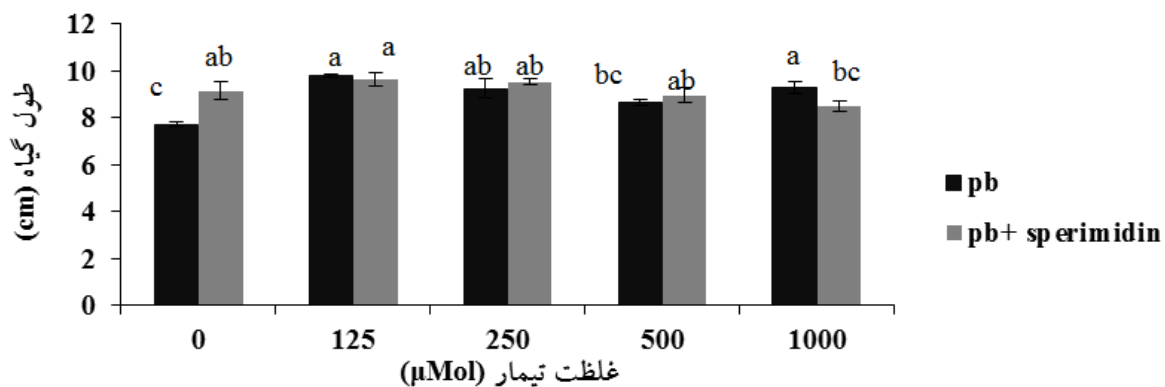 12
10
8
6
4
2
0
طول گیاه (cm)
c ab a a ab ab bc ab a bc
0 125 250 500 1000
غلظت تیمار (µMol)
pb
pb+ sperimidin